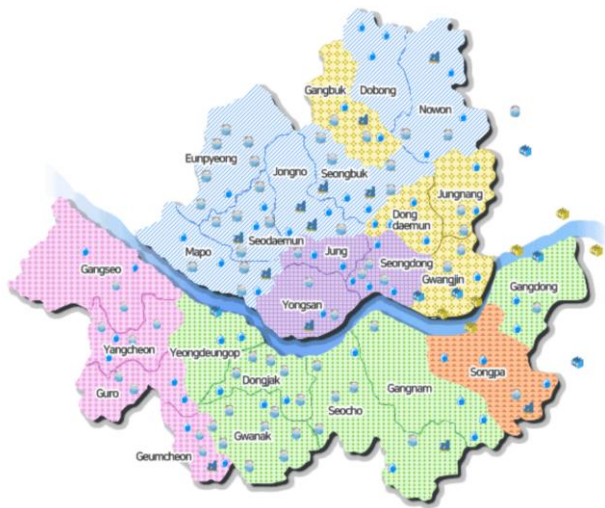 Dobong
Gangbuk
Nowon
Eunpyeong
Jongno
Seongbuk
Jungnang
Dong
daemun
Mapo
Seodaemun
Jung
Seongdong
Gangseo
Gwangjin
Gangdong
Yongsan
Yangcheon
Yeongdeungop
Songpa
Dongjak
Gangnam
Guro
Seocho
Gwanak
Geumcheon